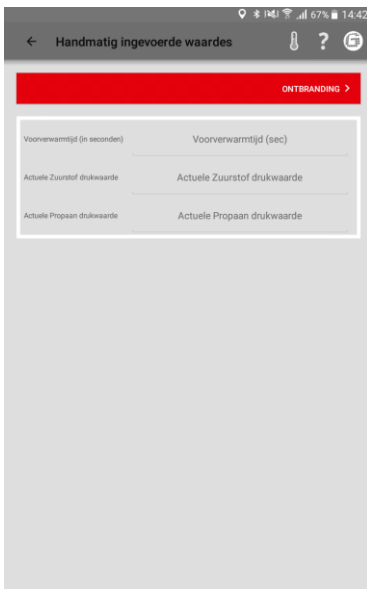 67% 14:42
Handmatig ingevoerde waardes ?
ONTBRANDING >
Voorverwarmtijd (in seconden) Voorverwarmtijd (sec)
Actuele Zuurstof drukwaarde Actuele Zuurstof drukwaarde
Actuele Propaan drukwaarde Actuele Propaan drukwaarde